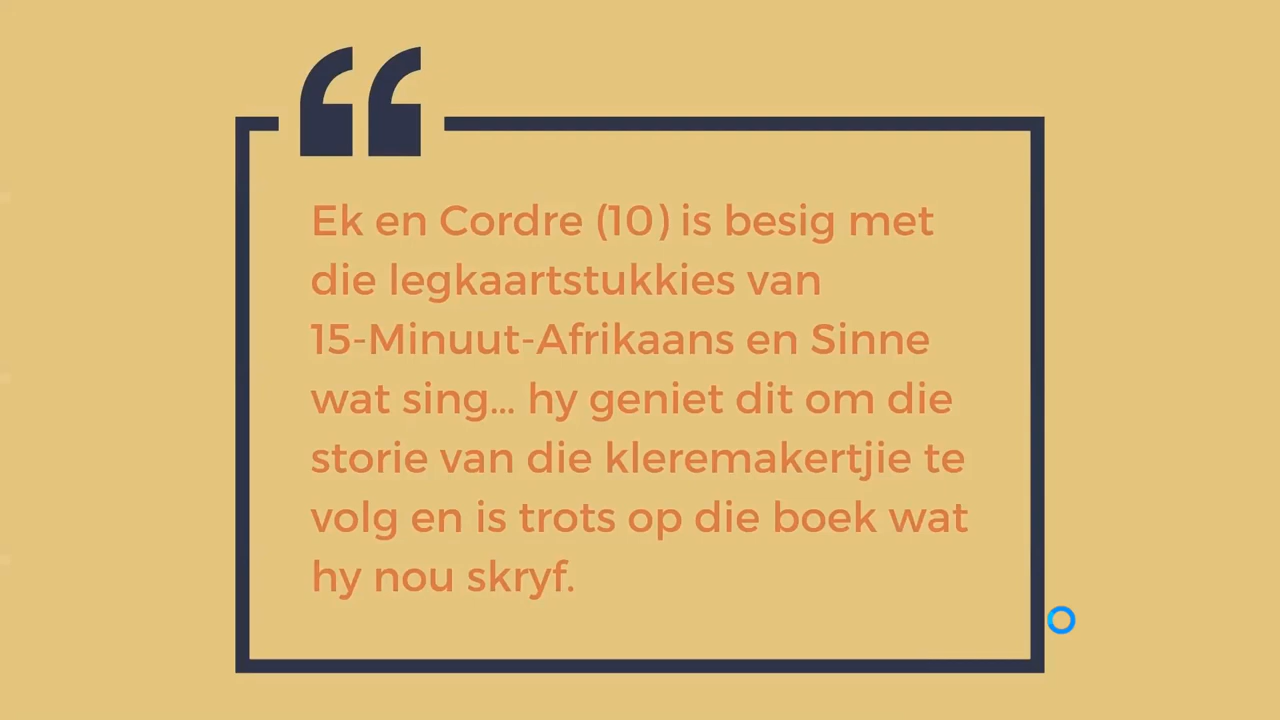 Ek en Cordre (10) is besig met
die legkaartstukkies van
15-Minuut-Afrikaans en Sinne
wat sing... hy geniet dit om die
storie van die kleremakertjie te
volg en is trots op die boek wat
hy nou skryf.